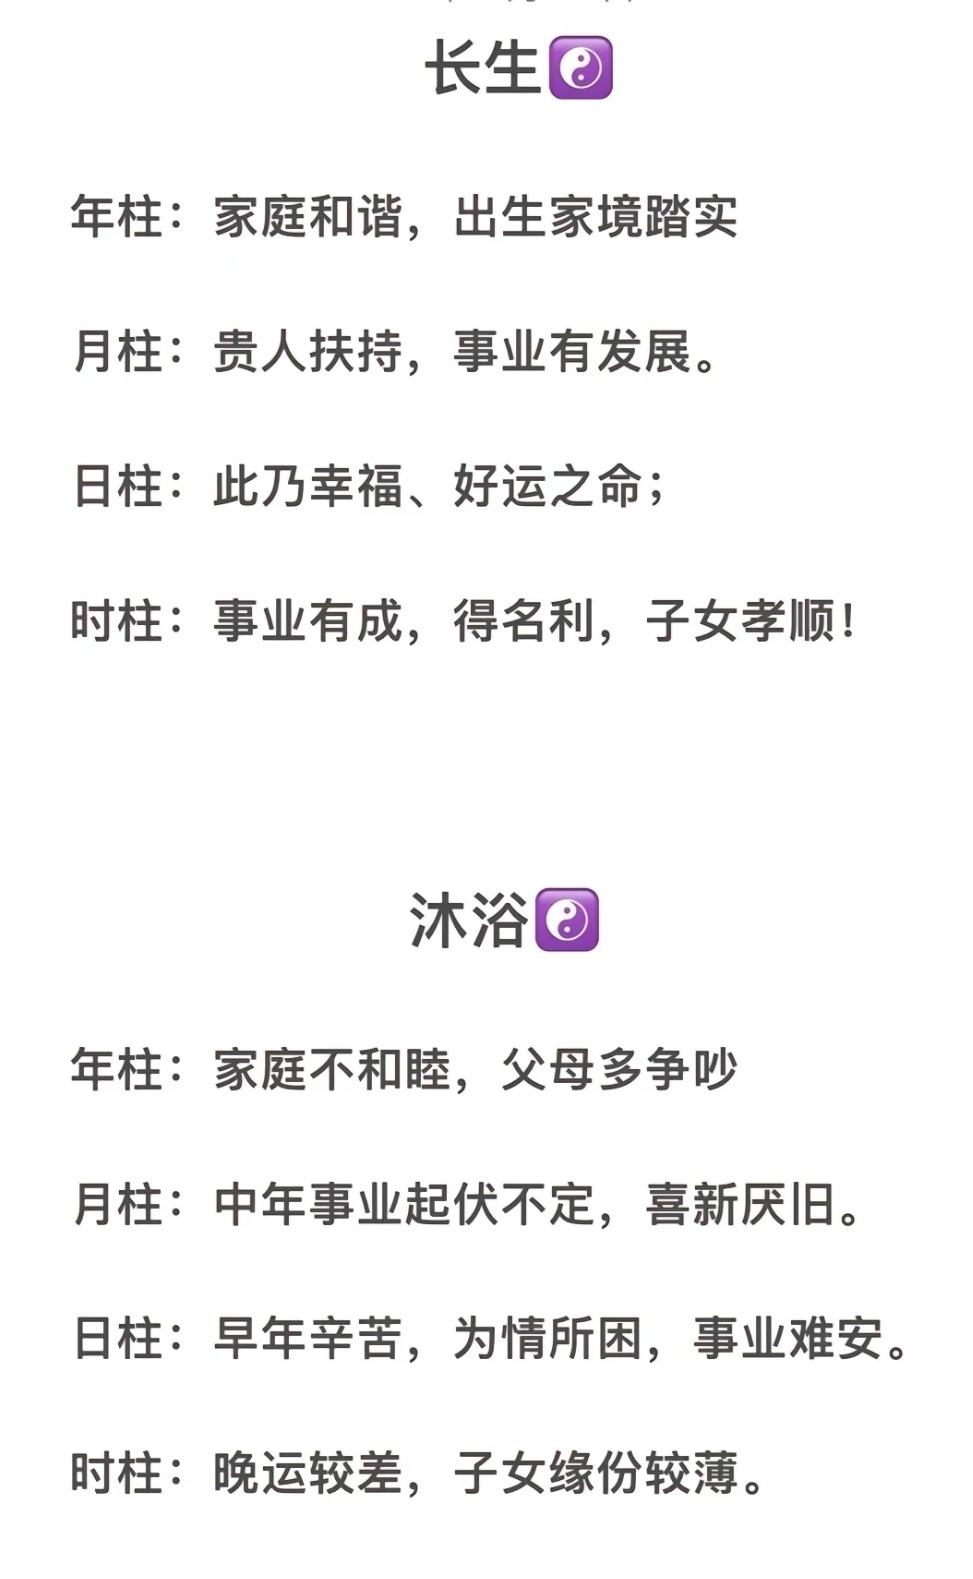 长生☯️
年柱：家庭和谐，出生家境踏实
月柱：贵人扶持，事业有发展。
日柱：此乃幸福、好运之命；
时柱：事业有成，得名利，子女孝顺！
沐浴☯️
年柱：家庭不和睦，父母多争吵
月柱：中年事业起伏不定，喜新厌旧。
日柱：早年辛苦，为情所困，事业难安。
时柱：晚运较差，子女缘份较薄。